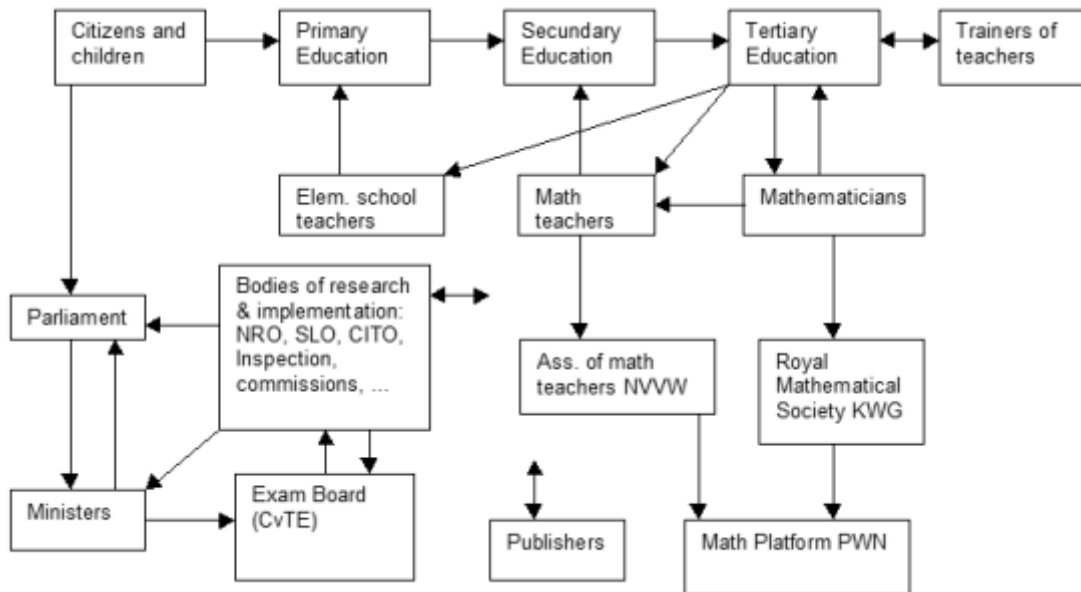 Citizens and
children
Primary
Education
Secundary
Education
Tertiary
Education
Trainers of
teachers
Elem. school
teachers
Math
teachers
Mathematicians
Parliament
Bodies of research
& implementation:
NRO, SLO, CITO,
Inspection,
commissions, ...
Ass. of math
teachers NVVW
Royal
Mathematical
Society KWG
Ministers
Exam Board
(CvTE)
Publishers
Math Platform PWN